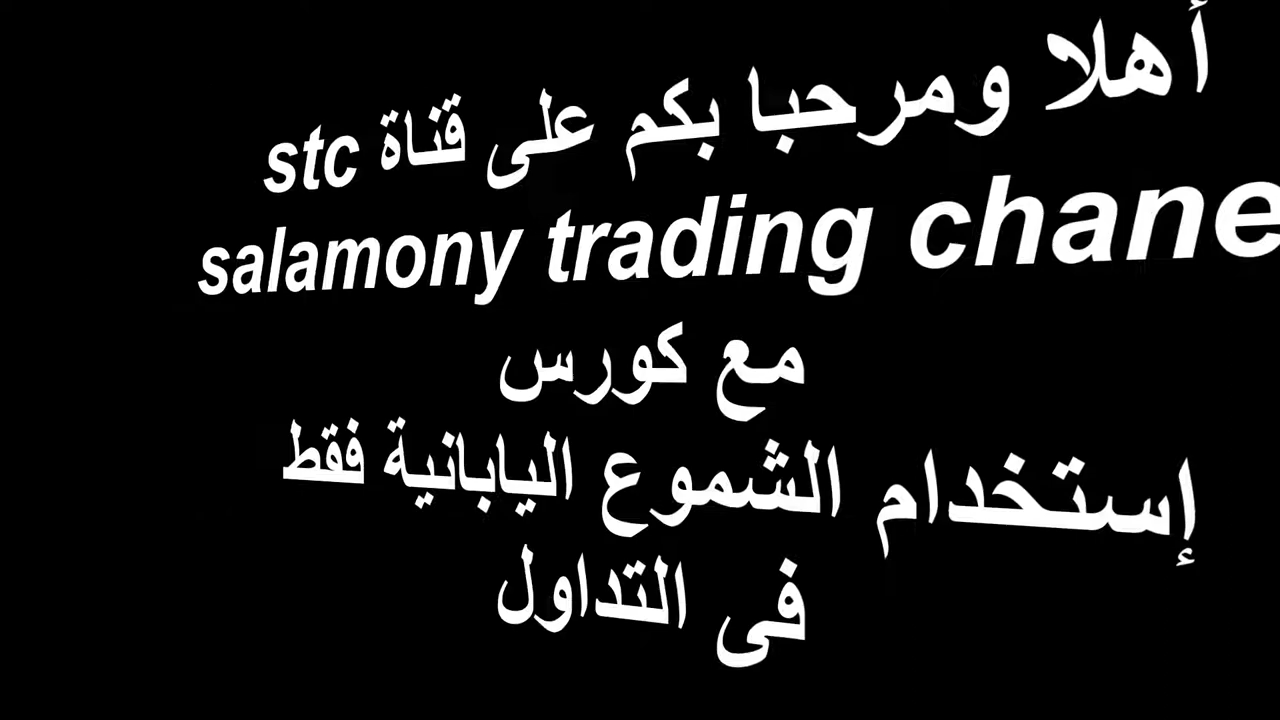 أهلا ومرحبا بكم على قناة stc
salamony trading chane
مع كورس
إستخدام الشموع اليابانية فقط
فى التداول